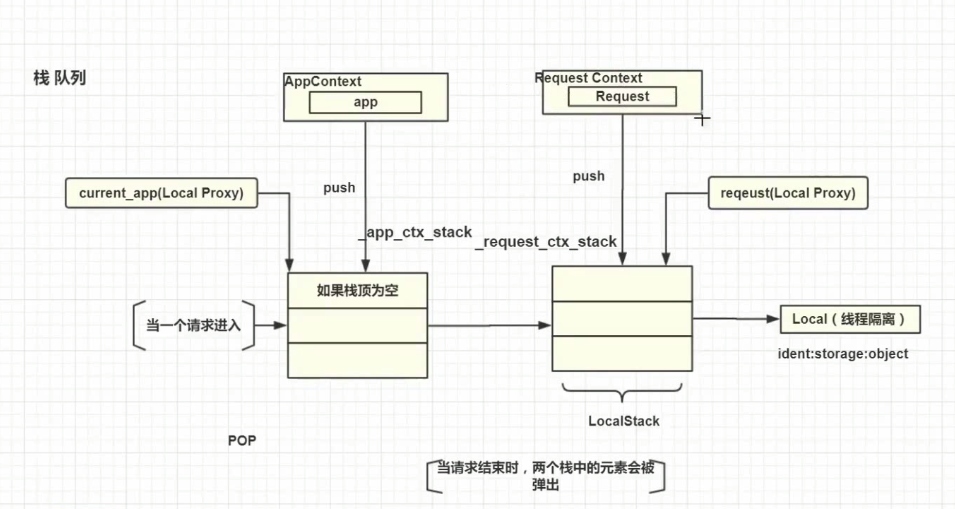 栈 队列
AppContext
app
Request Context
Request
push
push
current_app(Local Proxy)
reqeust(Local Proxy)
_app_ctx_stack
_request_ctx_stack
如果栈顶为空
当一个请求进入
Local（线程隔离）
ident:storage:object
LocalStack
POP
当请求结束时，两个栈中的元素会被
弹出